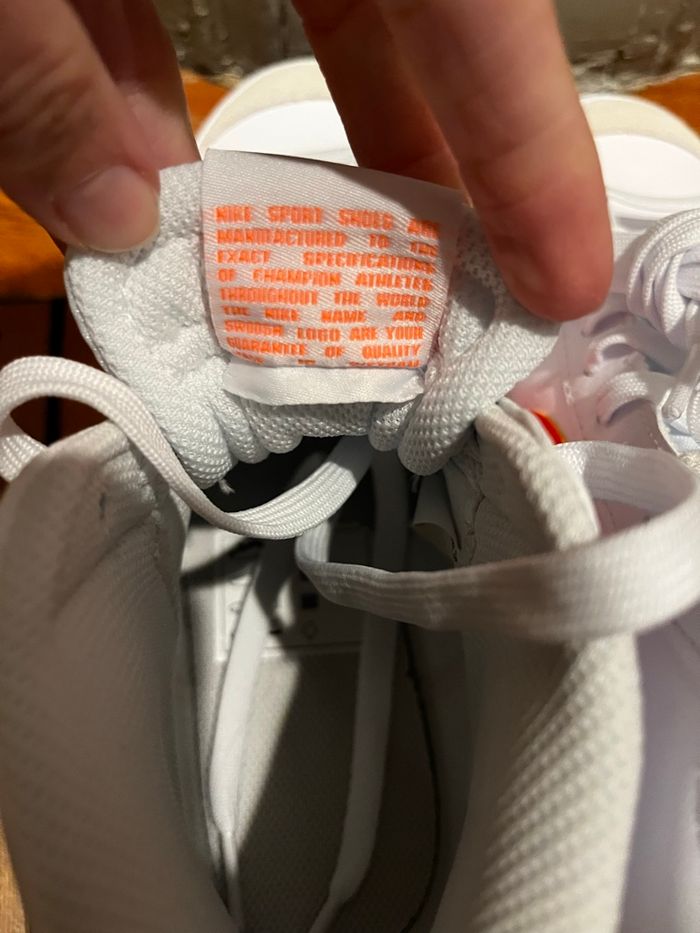 NIKE SPORT SHOES ARE
MANUFACTURED TO THE
EXACT SPECIFICATIONS
OF CHAMPION ATHLETES
THROUGHOUT THE WORLD
THE NIKE NAME AND
SWOOSH LOGO ARE YOUR
GUARANTEE OF QUALITY